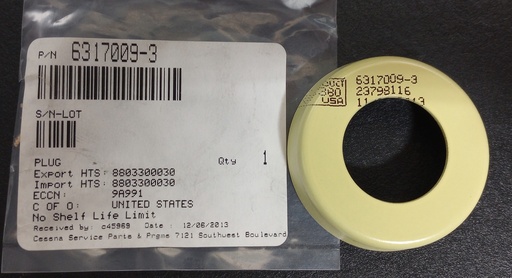 P/N 6317009-3
S/N-LOT
PLUG Qty 1
Export HTS: 8803300030
Import HTS: 8803300030
ECCN: 9A991
C OF O: UNITED STATES
No Shelf Life Limit
Received by: c45969 Date : 12/06/2013
Cessna Service Parts & Prgms 7121 Southwest Boulevard
6317009-3
23798116
USA